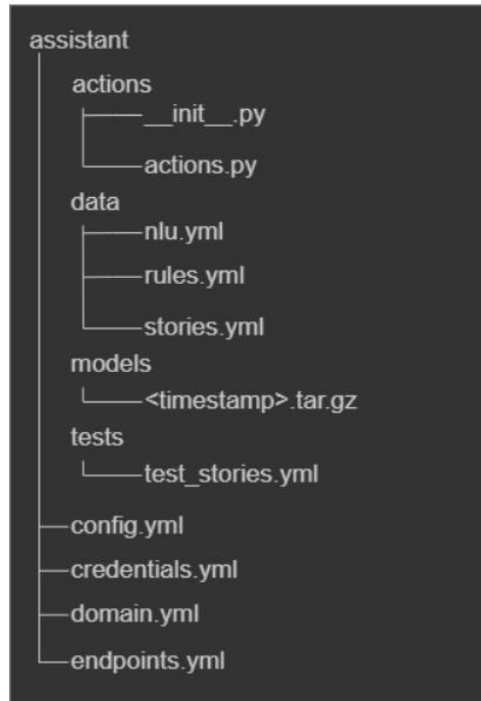 assistant
actions
__init__.py
actions.py
data
nlu.yml
rules.yml
stories.yml
models
<timestamp>.tar.gz
tests
test_stories.yml
config.yml
credentials.yml
domain.yml
endpoints.yml